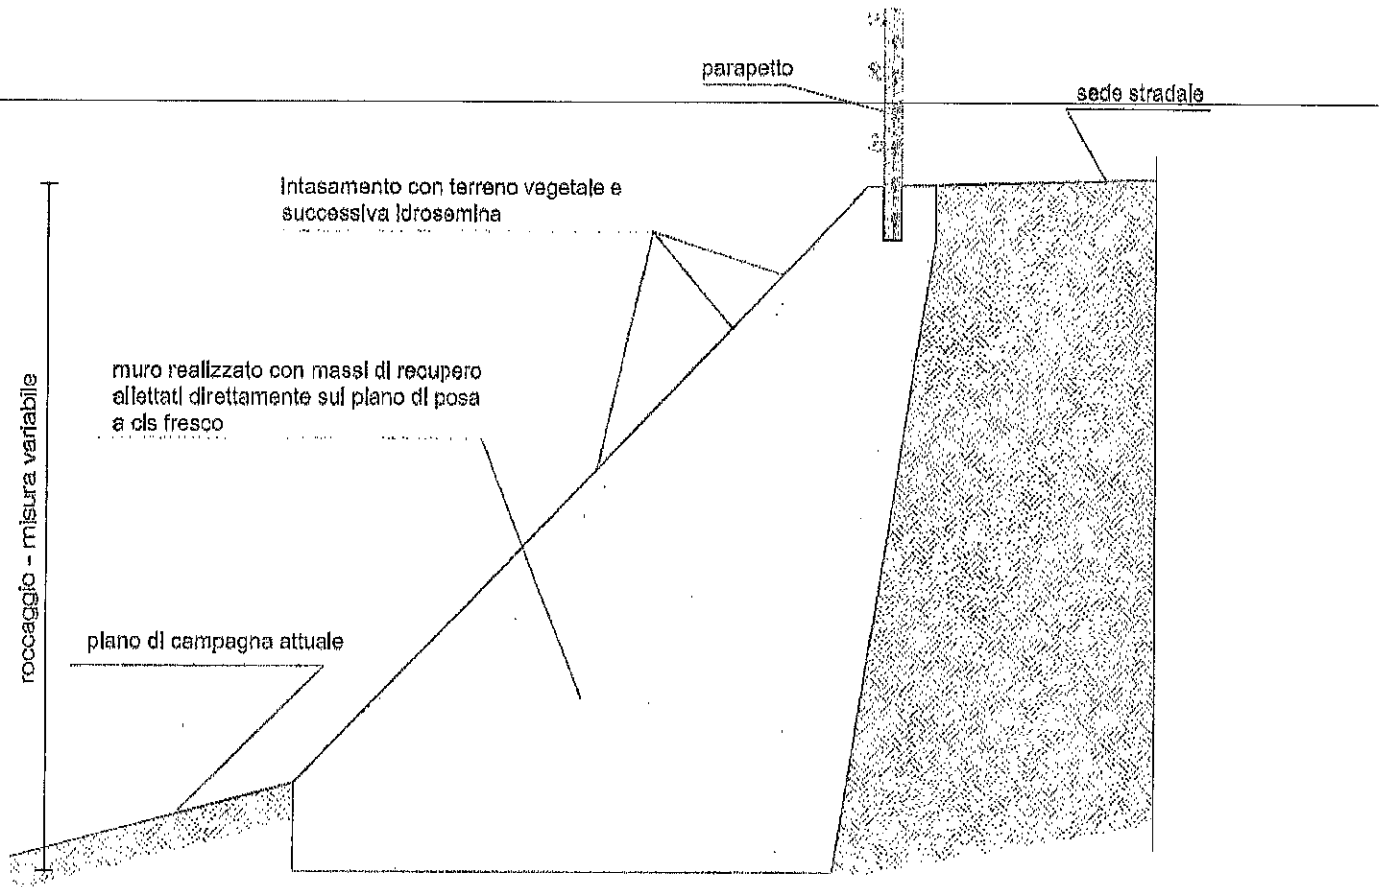 parapetto
sede stradale
Intasamento con terreno vegetale e
successiva idrosemina
muro realizzato con massi di recupero
allettati direttamente sul piano di posa
a cls fresco
roccaggio - misura variabile
piano di campagna attuale